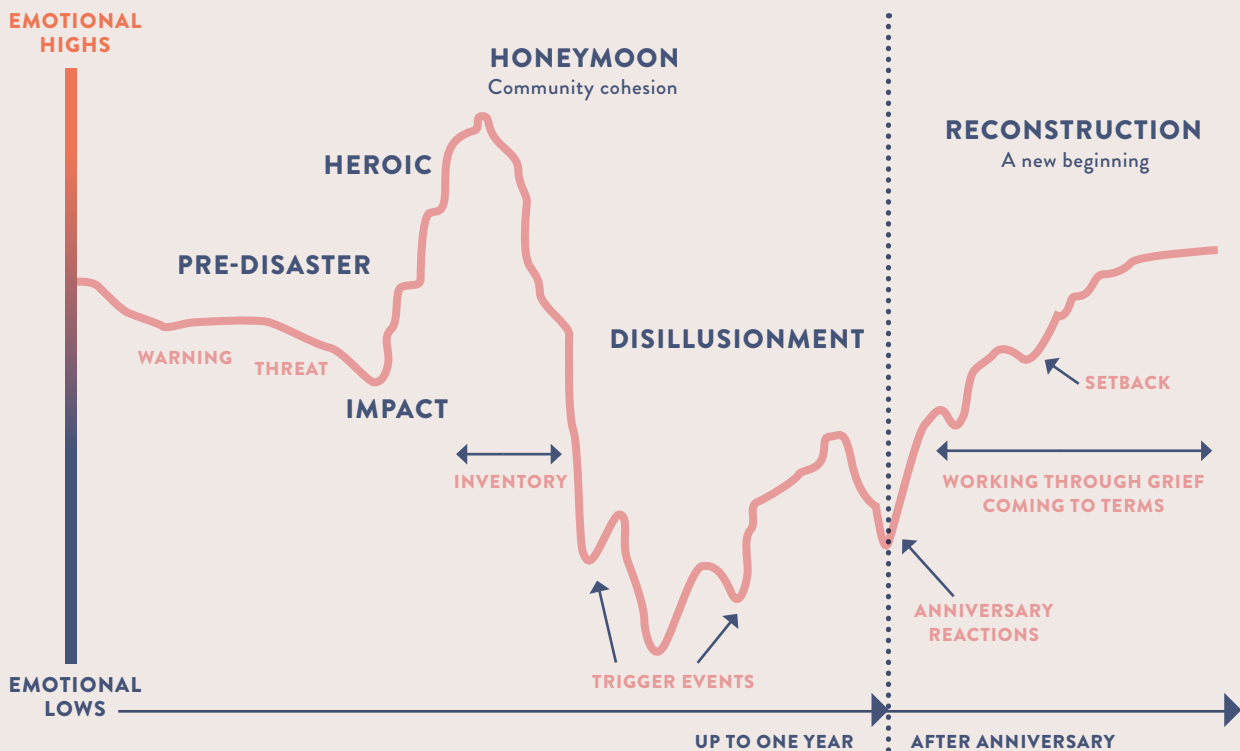 EMOTIONAL
HIGHS
HONEYMOON
Community cohesion
RECONSTRUCTION
A new beginning
HEROIC
PRE-DISASTER
DISILLUSIONMENT
WARNING
THREAT
SETBACK
IMPACT
INVENTORY
WORKING THROUGH GRIEF
COMING TO TERMS
ANNIVERSARY
REACTIONS
TRIGGER EVENTS
EMOTIONAL
LOWS
UP TO ONE YEAR
AFTER ANNIVERSARY